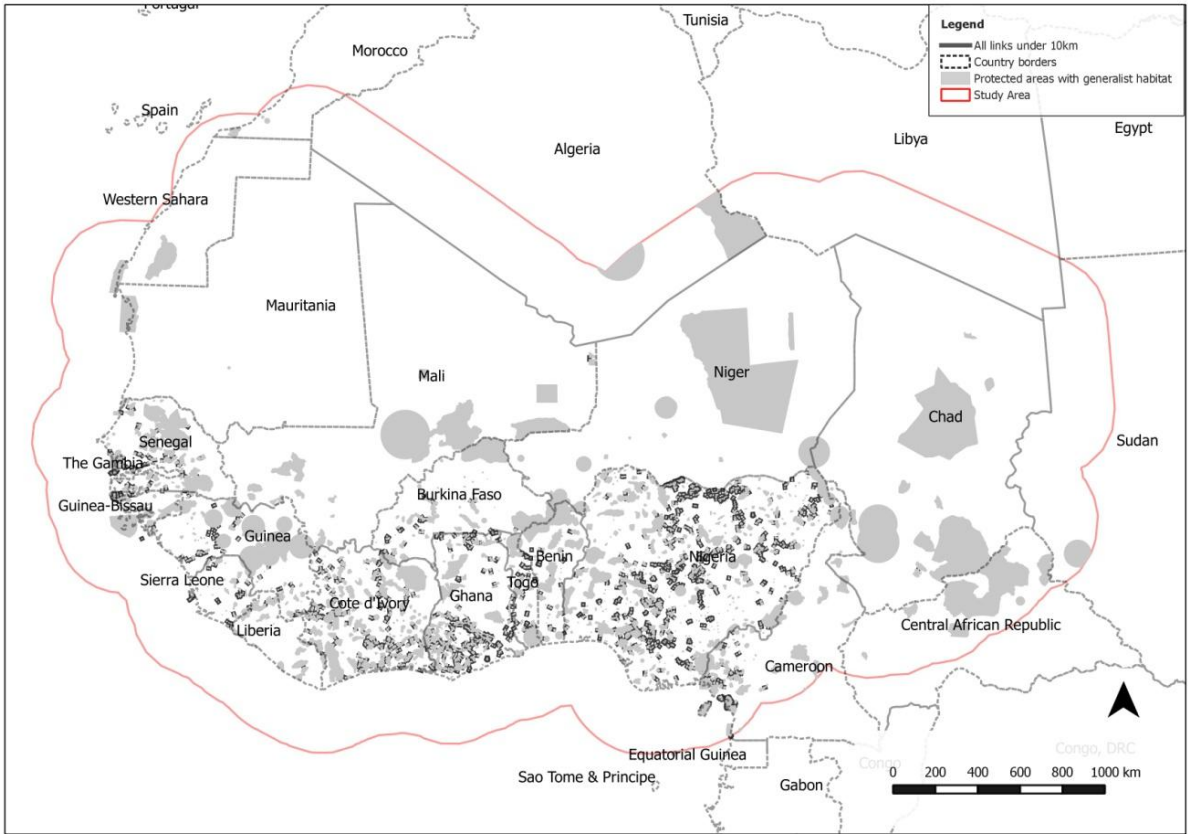 Portugal
Tunisia
Legend
All links under 10km
Country borders
Protected areas with generalist habitat
Study Area
Morocco
Spain
Egypt
Algeria
Libya
Western Sahara
Mauritania
Mali
Niger
Chad
Sudan
Senegal
The Gambia
Guinea-Bissau
Burkina Faso
Guinea
Benin
Nigeria
Sierra Leone
Togo
Ghana
Cote d'Ivory
Liberia
Central African Republic
Cameroon
Equatorial Guinea
Congo, DRC
Congo
Sao Tome & Principe
Gabon
0 200 400 600 800 1000 km